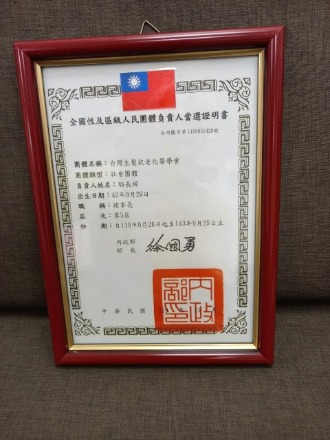 全國性及區級人民團體負責人當選證明書
團體名稱：台灣生髮抗老化醫學會
團體類型：社會團體
負責人姓名：
出生日期：42年9月29日
職　　稱：理事長
屆　　次：第5屆
任　　期：自110年9月26日起至113年9月25日止
內政部
部　長　徐國勇
內政部印
中華民國